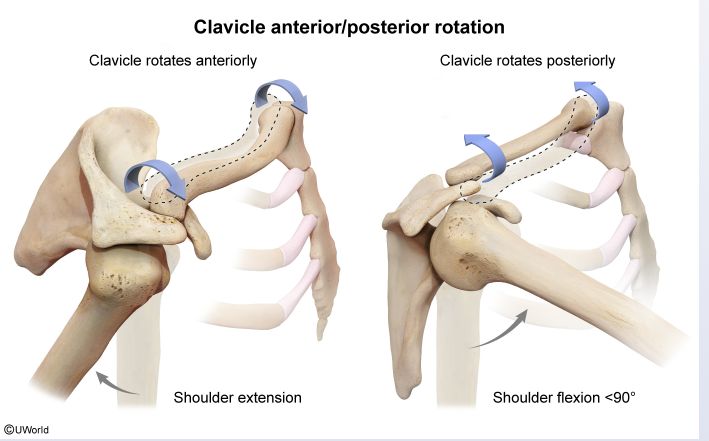 Clavicle anterior/posterior rotation
Clavicle rotates anteriorly
Clavicle rotates posteriorly
Shoulder extension
Shoulder flexion <90°
©UWorld